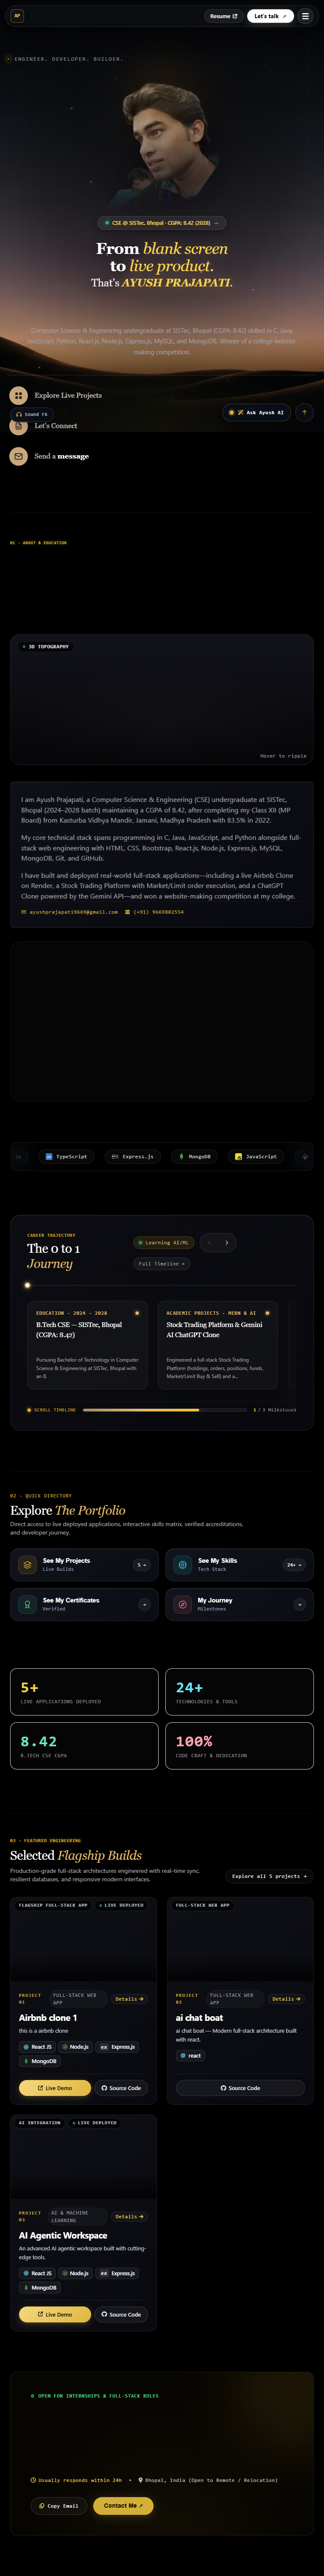 AP
Resume
Let's talk ↗
ENGINEER. DEVELOPER. BUILDER.
CSE @ SISTec, Bhopal · CGPA: 8.42 (2028) →
From blank screen
to live product.
That's AYUSH PRAJAPATI.
Computer Science & Engineering undergraduate at SISTec, Bhopal (CGPA: 8.42) skilled in C, Java,
JavaScript, Python, React.js, Node.js, Express.js, MySQL, and MongoDB. Winner of a college website-
making competition.
Explore Live Projects
Sound FX
Ask Ayush AI
Let's Connect
Send a message
01 · ABOUT & EDUCATION
3D TOPOGRAPHY
Hover to ripple
I am Ayush Prajapati, a Computer Science & Engineering (CSE) undergraduate at SISTec,
Bhopal (2024–2028 batch) maintaining a CGPA of 8.42, after completing my Class XII (MP
Board) from Kasturba Vidhya Mandir, Jamani, Madhya Pradesh with 83.5% in 2022.
My core technical stack spans programming in C, Java, JavaScript, and Python alongside full-
stack web engineering with HTML, CSS, Bootstrap, React.js, Node.js, Express.js, MySQL,
MongoDB, Git, and GitHub.
I have built and deployed real-world full-stack applications—including a live Airbnb Clone
on Render, a Stock Trading Platform with Market/Limit order execution, and a ChatGPT
Clone powered by the Gemini API—and won a website-making competition at my college.
ayushprajapati9669@gmail.com (+91) 9669802554
TypeScript
Express.js
MongoDB
JavaScript
CAREER TRAJECTORY
The 0 to 1
Journey
Learning AI/ML
Full Timeline →
EDUCATION · 2024 – 2028
B.Tech CSE — SISTec, Bhopal
(CGPA: 8.42)
Pursuing Bachelor of Technology in Computer
Science & Engineering at SISTec, Bhopal with
an 8.
ACADEMIC PROJECTS · MERN & AI
Stock Trading Platform & Gemini
AI ChatGPT Clone
Engineered a full-stack Stock Trading
Platform (holdings, orders, positions, funds,
Market/Limit Buy & Sell) and a…
SCROLL TIMELINE
1 / 3 Milestones
02 · QUICK DIRECTORY
Explore The Portfolio
Direct access to live deployed applications, interactive skills matrix, verified accreditations,
and developer journey.
See My Projects
Live Builds
5 →
See My Skills
Tech Stack
24+ →
See My Certificates
Verified
→
My Journey
Milestones
→
5+
LIVE APPLICATIONS DEPLOYED
24+
TECHNOLOGIES & TOOLS
8.42
B.TECH CSE CGPA
100%
CODE CRAFT & DEDICATION
03 · FEATURED ENGINEERING
Selected Flagship Builds
Production-grade full-stack architectures engineered with real-time sync,
resilient databases, and responsive modern interfaces.
Explore all 5 projects →
FLAGSHIP FULL-STACK APP
LIVE DEPLOYED
PROJECT 01
FULL-STACK WEB APP
Details →
Airbnb clone 1
this is a airbnb clone
React JS
Node.js
Express.js
MongoDB
Live Demo
Source Code
FULL-STACK WEB APP
PROJECT 02
FULL-STACK WEB APP
Details →
ai chat boat
ai chat boat — Modern full-stack architecture built
with react.
react
Source Code
AI INTEGRATION
LIVE DEPLOYED
PROJECT 03
AI & MACHINE LEARNING
Details →
AI Agentic Workspace
An advanced AI agentic workspace built with cutting-
edge tools.
React JS
Node.js
Express.js
MongoDB
Live Demo
Source Code
OPEN FOR INTERNSHIPS & FULL-STACK ROLES
Usually responds within 24h • Bhopal, India (Open to Remote / Relocation)
Copy Email
Contact Me ↗